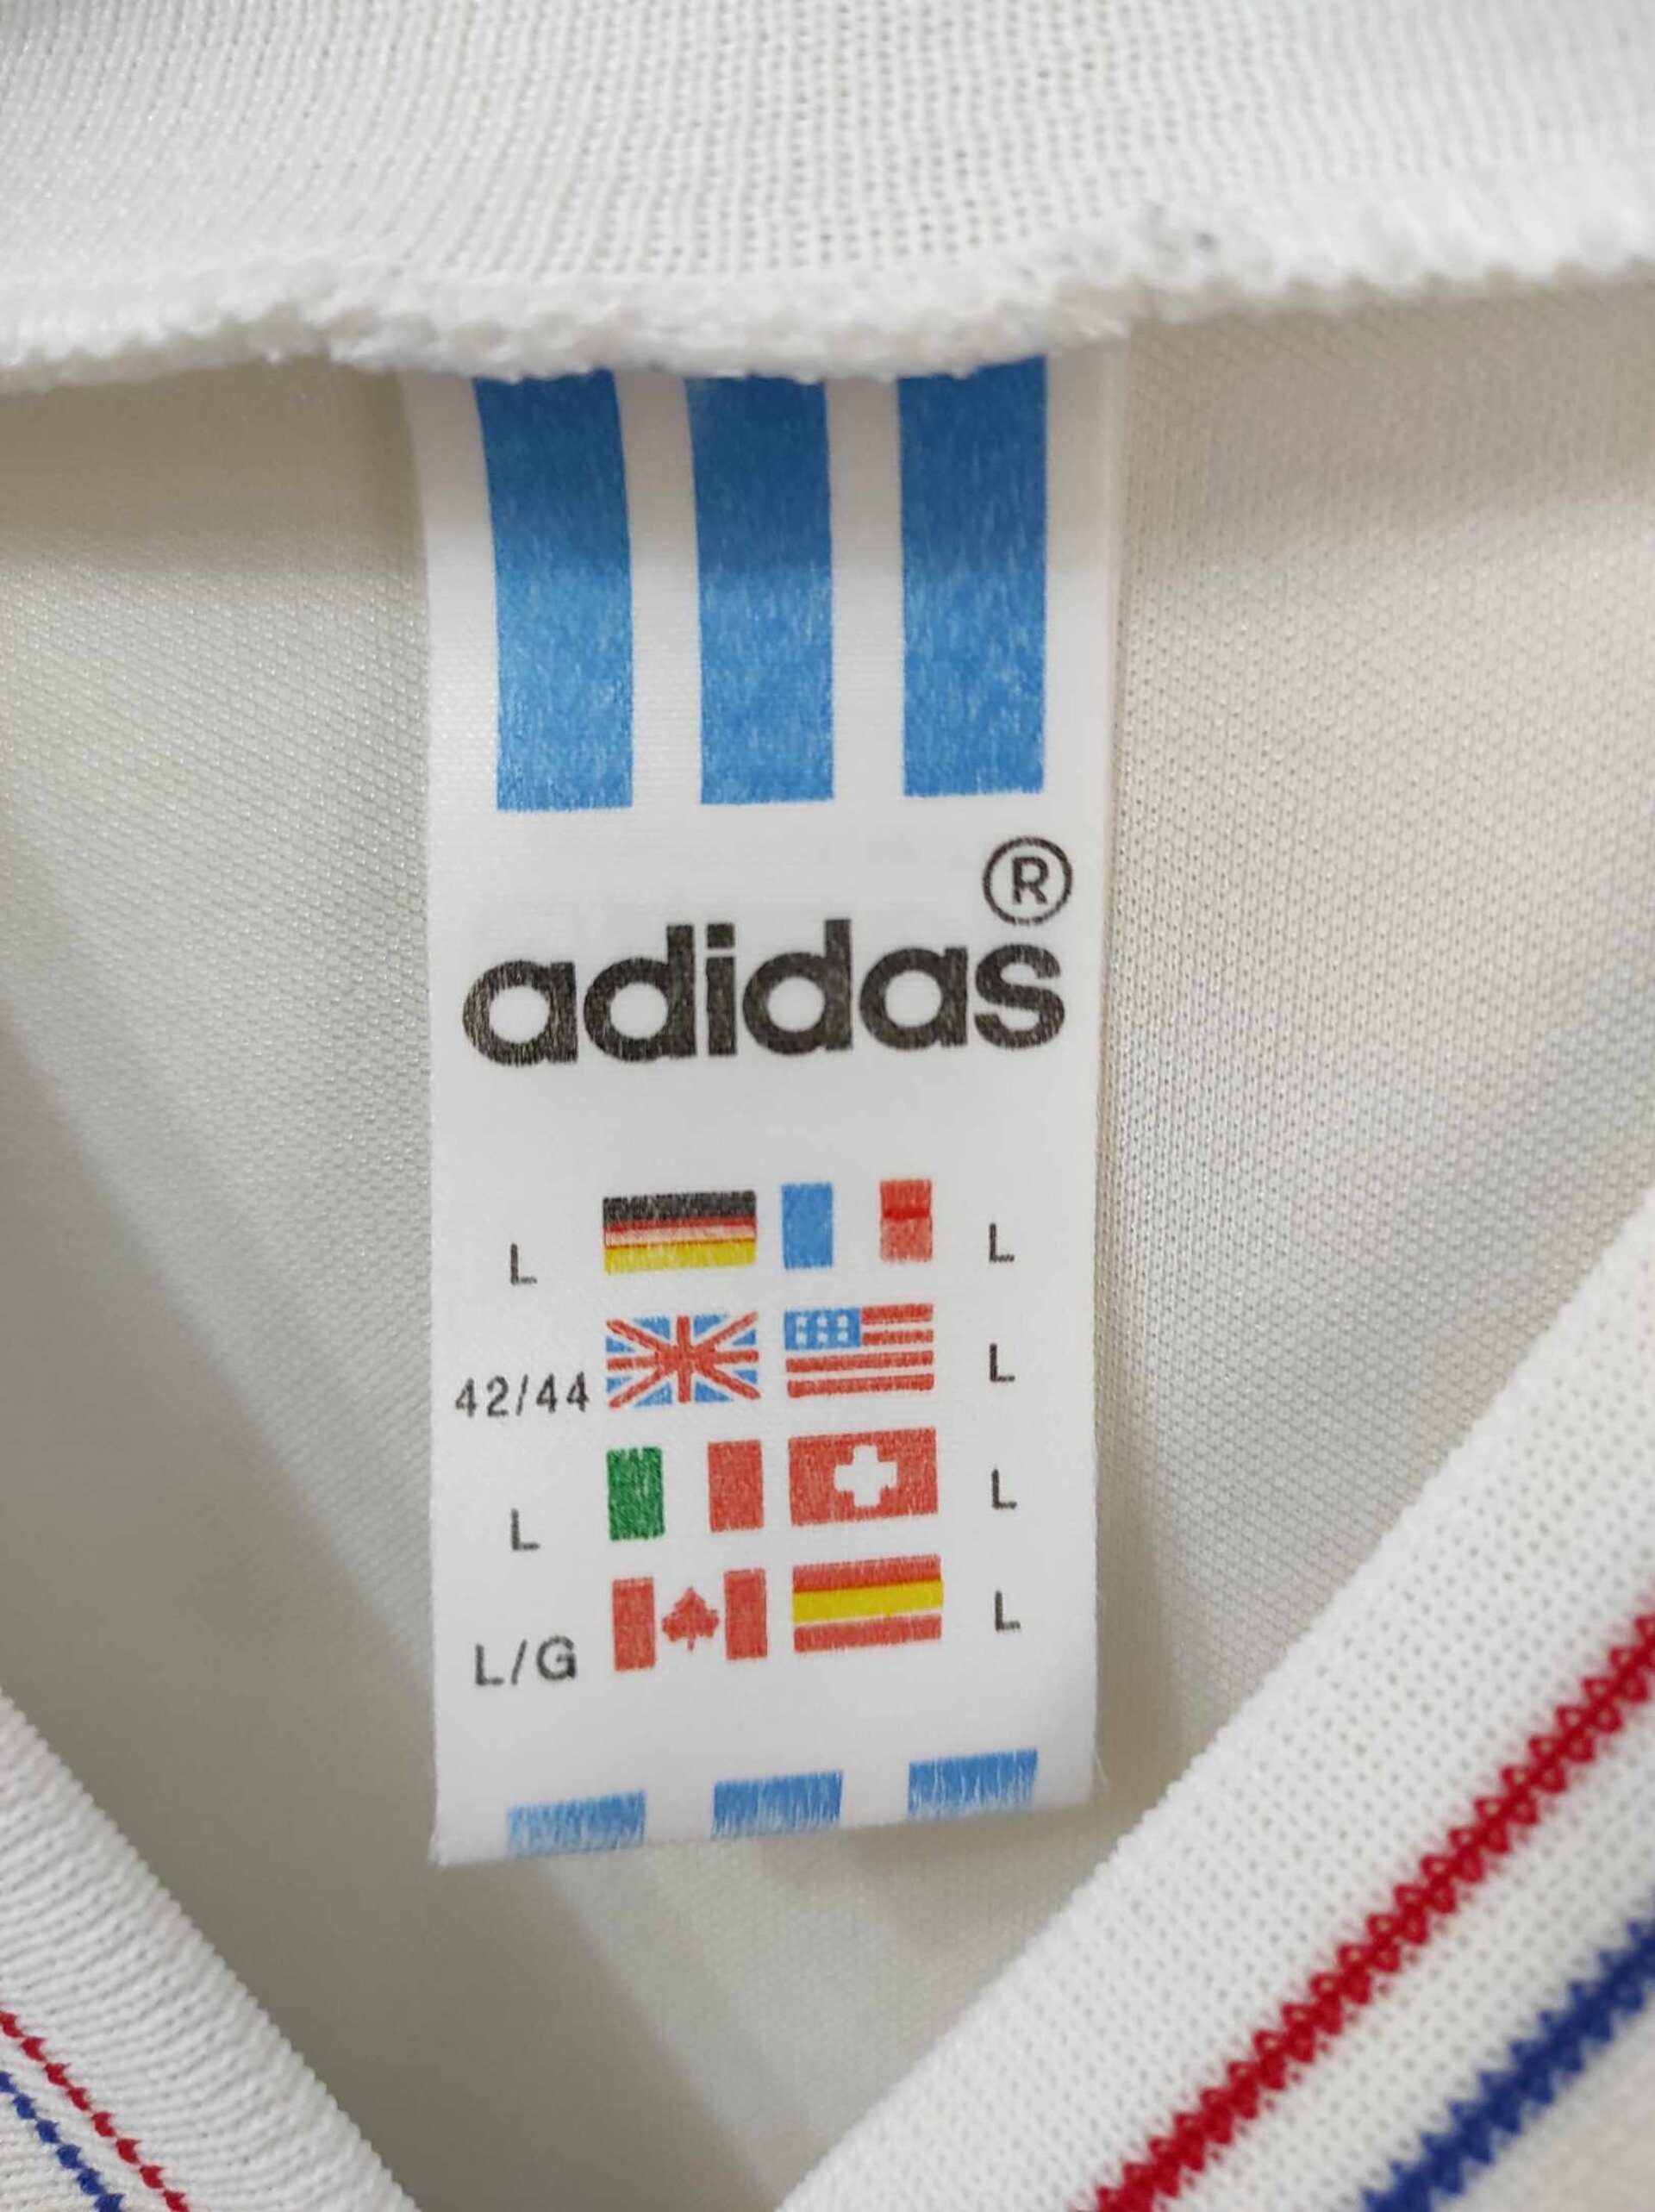 ®
adidas
L L
42/44 L
L L
L/G L